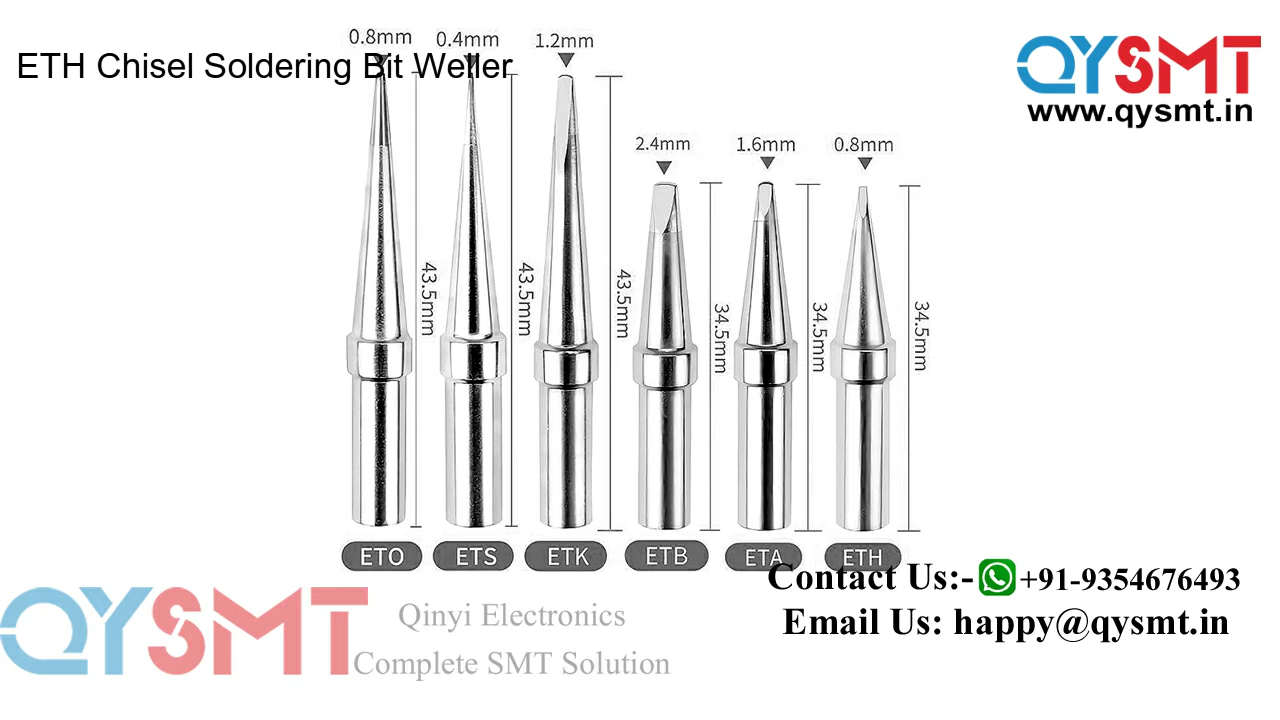 0.8mm 0.4mm 1.2mm
ETH Chisel Soldering Bit Weller
QYSMT
www.qysmt.in
2.4mm 1.6mm 0.8mm
43.5mm 43.5mm 43.5mm 34.5mm 34.5mm 34.5mm
ETO ETS ETK ETB ETA ETH
Contact Us:- +91-9354676493
Email Us: happy@qysmt.in
QYSMT
Qinyi Electronics
Complete SMT Solution